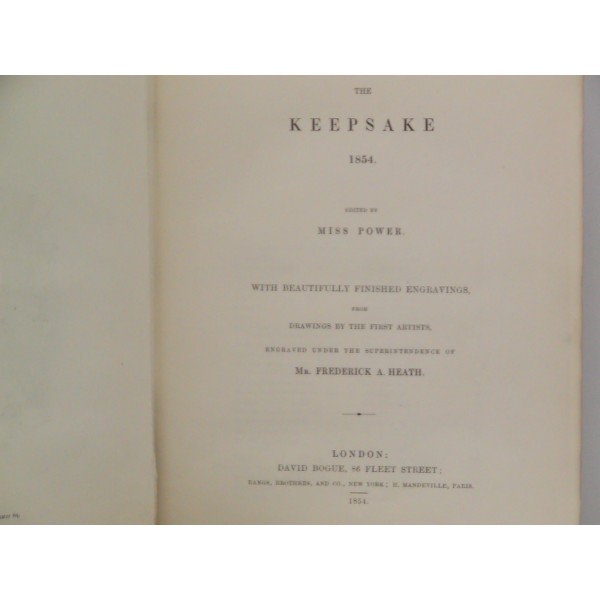 THE
KEEPSAKE
1854.
EDITED BY
MISS POWER.
WITH BEAUTIFULLY FINISHED ENGRAVINGS,
FROM
DRAWINGS BY THE FIRST ARTISTS,
ENGRAVED UNDER THE SUPERINTENDENCE OF
MR. FREDERICK A. HEATH.
LONDON:
DAVID BOGUE, 86 FLEET STREET;
BANGS, BROTHERS, AND CO., NEW YORK; H. MANDEVILLE, PARIS.
1854.